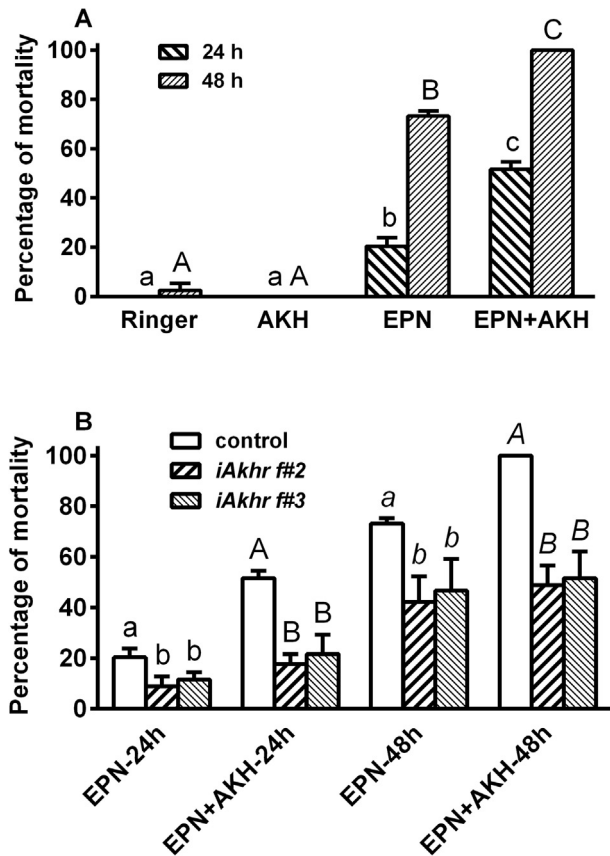 A
Percentage of mortality
100
80
60
40
20
0
24 h
48 h
a A
a A
b B
c C
Ringer AKH EPN EPN+AKH
B
Percentage of mortality
100
80
60
40
20
0
control
iAkhr f#2
iAkhr f#3
a b b
A B B
a b b
A B B
EPN-24h
EPN+AKH-24h
EPN-48h
EPN+AKH-48h